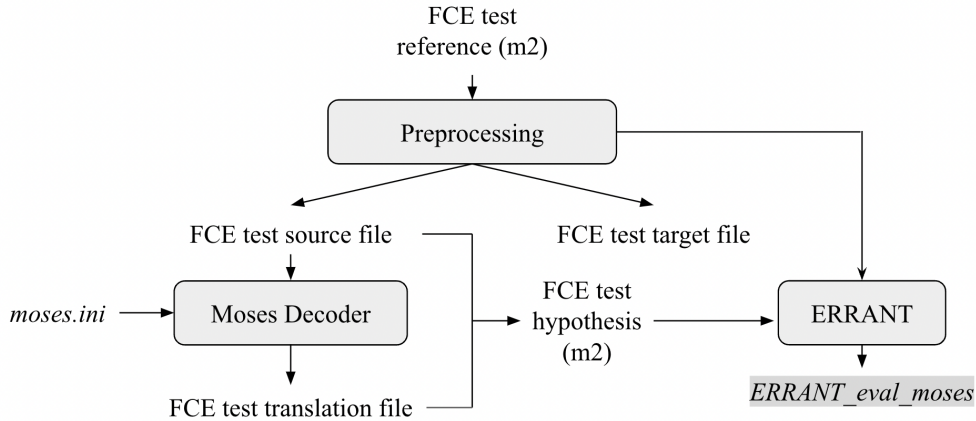 FCE test
reference (m2)
Preprocessing
FCE test source file
FCE test target file
moses.ini
Moses Decoder
FCE test
hypothesis
(m2)
ERRANT
ERRANT_eval_moses
FCE test translation file